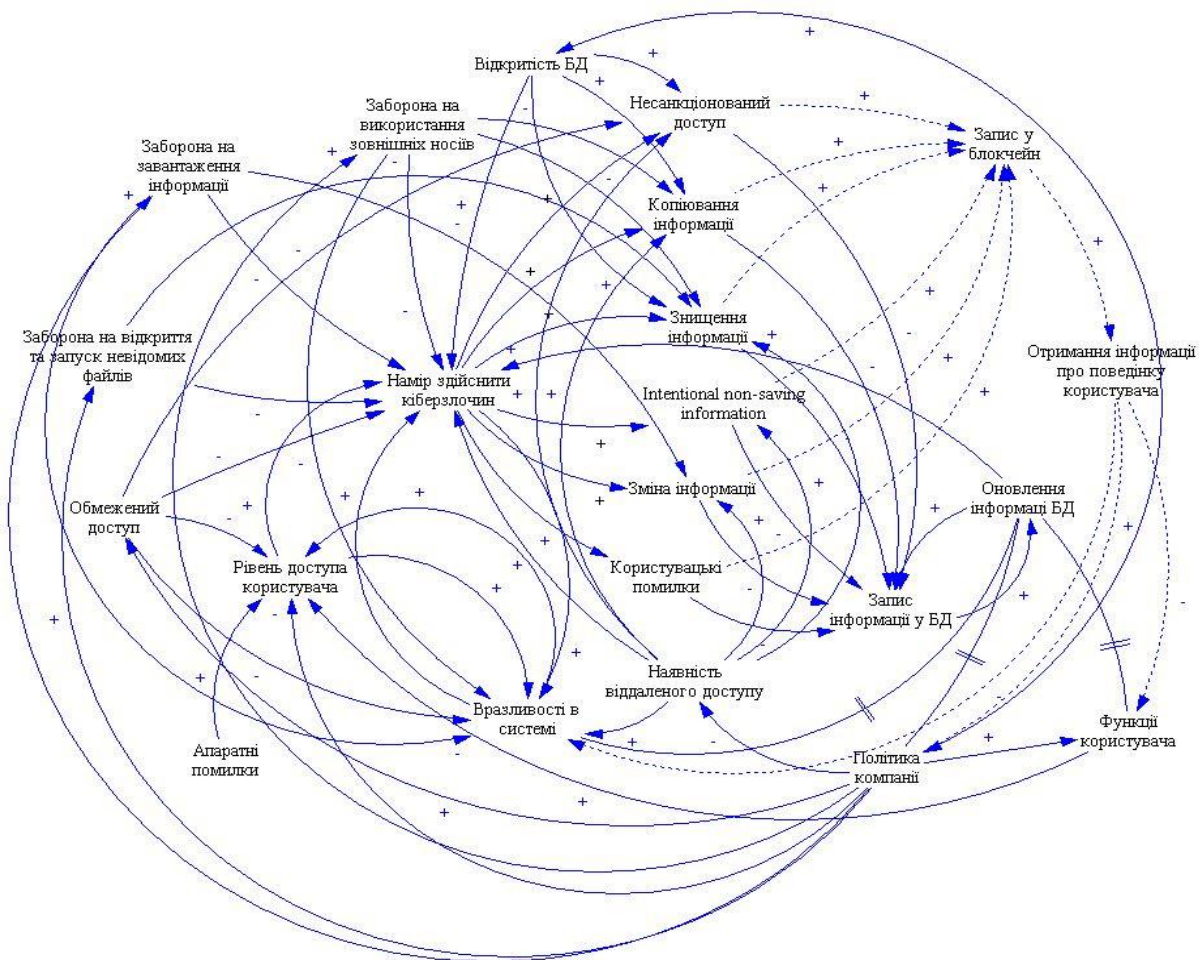 Відкритість БД
Заборона на
використання
зовнішніх носіїв
Несанкціонований
доступ
Запис у
блокчейн
Заборона на
завантаження
інформації
Копіювання
інформації
Знищення
інформації
Заборона на відкриття
та запуск невідомих
файлів
Отримання інформації
про поведінку
користувача
Намір здійснити
кіберзлочин
Intentional non-saving
information
Зміна інформації
Оновлення
інформаці БД
Обмежений
доступ
Рівень доступа
користувача
Користувацькі
помилки
Запис
інформації у БД
Наявність
віддаленого доступу
Вразливості в
системі
Апаратні
помилки
Політика
компанії
Функції
користувача